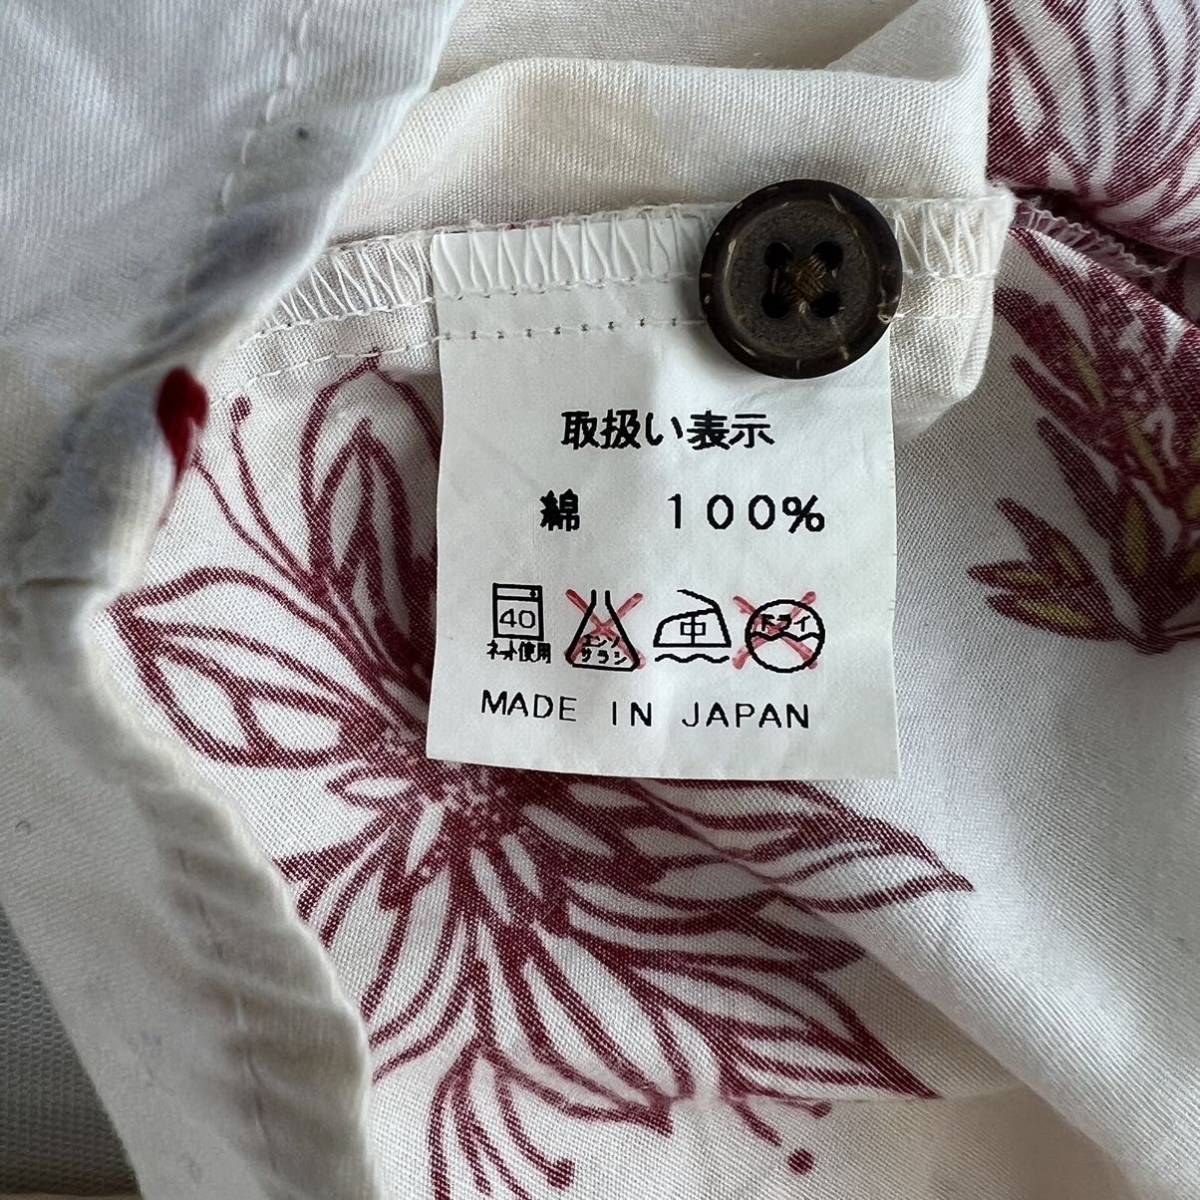 取扱い表示
綿 100%
40 エンソ サラシ 中 ドライ
ネット使用
MADE IN JAPAN